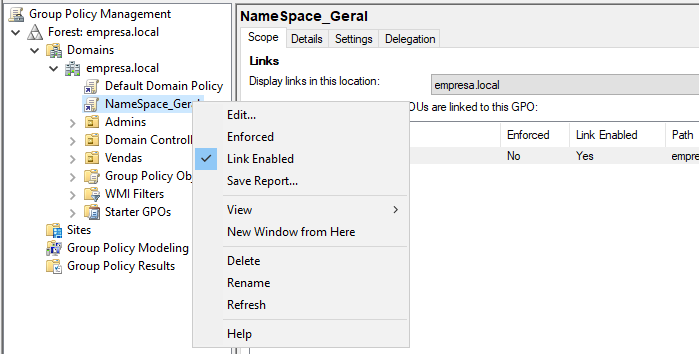 Group Policy Management
Forest: empresa.local
Domains
empresa.local
Default Domain Policy
NameSpace_Geral
Admins
Domain Controll
Vendas
Group Policy Obj
WMI Filters
Starter GPOs
Sites
Group Policy Modeling
Group Policy Results
Edit...
Enforced
Link Enabled
Save Report...
View
New Window from Here
Delete
Rename
Refresh
Help
NameSpace_Geral
Scope Details Settings Delegation
Links
Display links in this location: empresa.local
OUs are linked to this GPO:
Enforced Link Enabled Path
No Yes empre